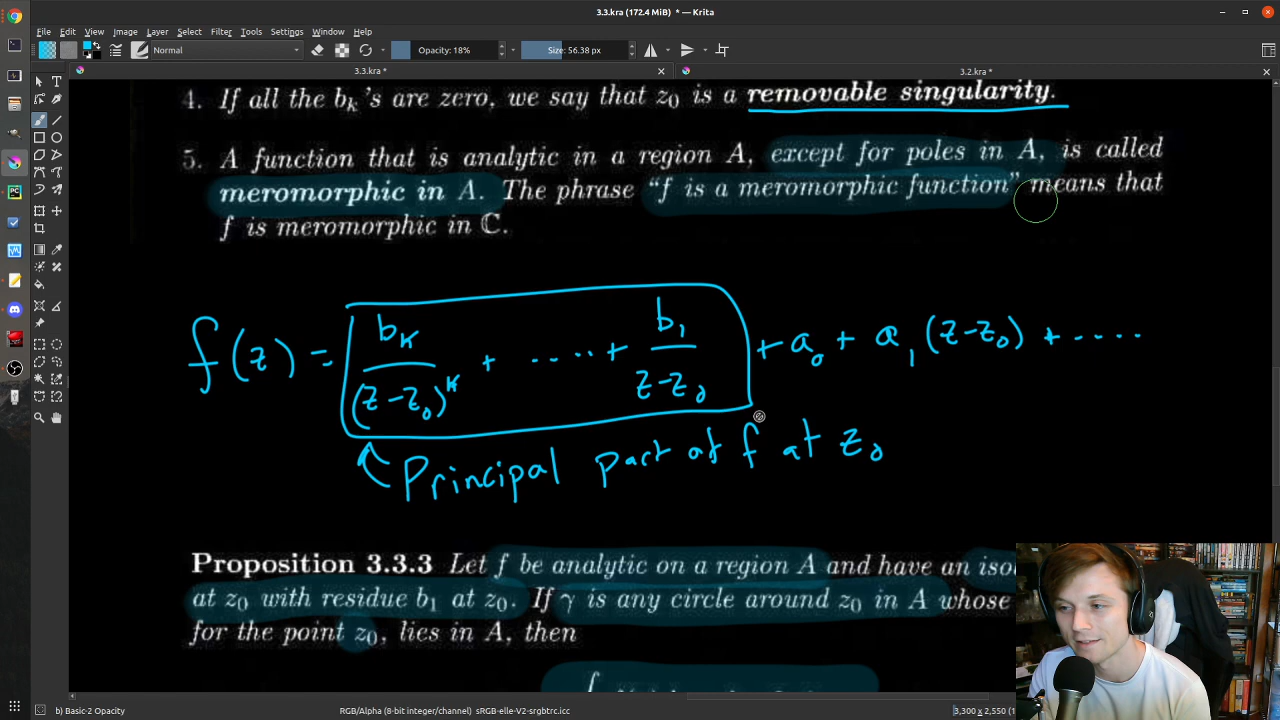 3.3.kra (172.4 MiB) * — Krita
File Edit View Image Layer Select Filter Tools Settings Window Help
Normal Opacity: 18% Size: 56.38 px
3.3.kra * 3.2.kra *
4. If all the bₖ's are zero, we say that z₀ is a removable singularity.
5. A function that is analytic in a region A, except for poles in A, is called
meromorphic in A. The phrase “f is a meromorphic function” means that
f is meromorphic in ℂ.
f(z) = bₖ/(z-z₀)ᵏ + ..... + b₁/z-z₀ + a₀ + a₁(z-z₀) + ....
Principal part of f at z₀
Proposition 3.3.3 Let f be analytic on a region A and have an iso
at z₀ with residue b₁ at z₀. If γ is any circle around z₀ in A whose
for the point z₀, lies in A, then
b) Basic-2 Opacity RGB/Alpha (8-bit integer/channel) sRGB-elle-V2-srgbtrc.icc 3,300 x 2,550 (1